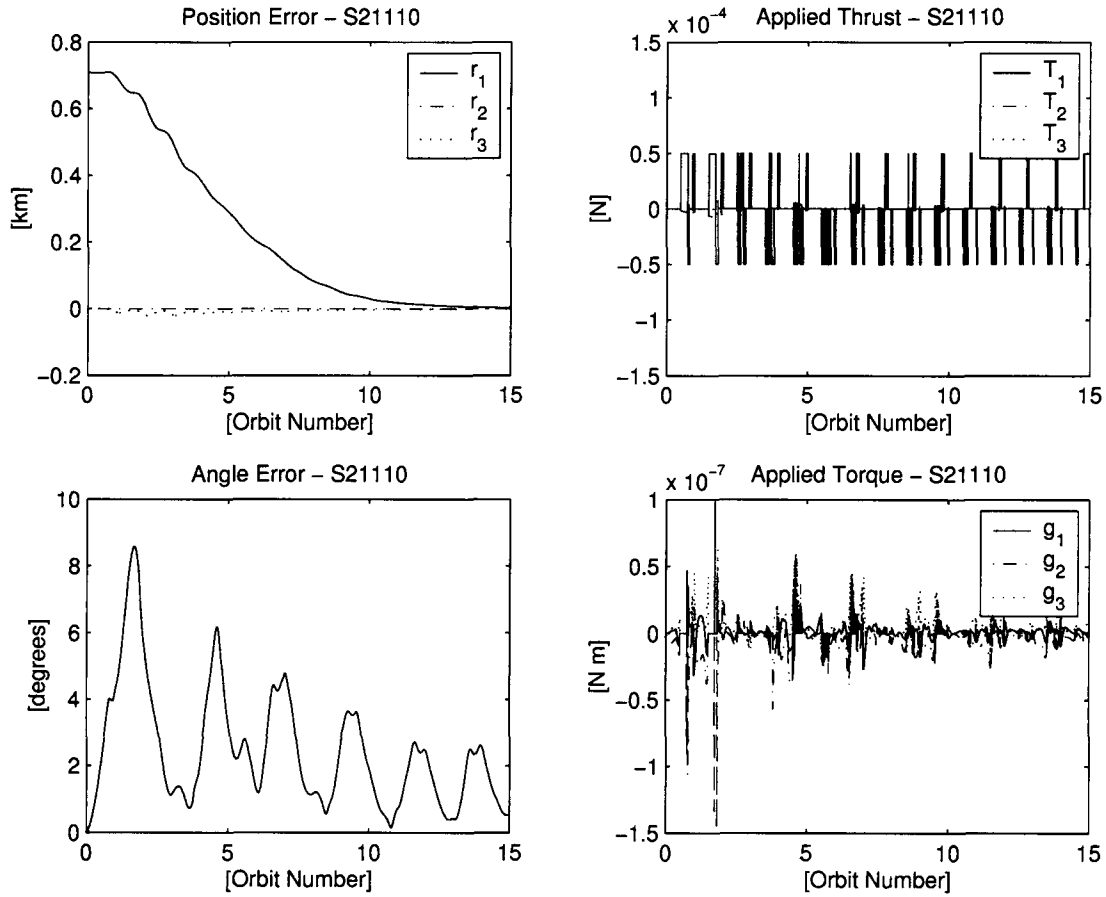 Position Error – S21110
0.8
0.6
0.4
0.2
0
−0.2
[km]
r1
r2
r3
0 5 10 15
[Orbit Number]
Applied Thrust – S21110
x 10−4
1.5
1
0.5
0
−0.5
−1
−1.5
[N]
T1
T2
T3
0 5 10 15
[Orbit Number]
Angle Error – S21110
10
8
6
4
2
0
[degrees]
0 5 10 15
[Orbit Number]
Applied Torque – S21110
x 10−7
1
0.5
0
−0.5
−1
−1.5
[N m]
g1
g2
g3
0 5 10 15
[Orbit Number]